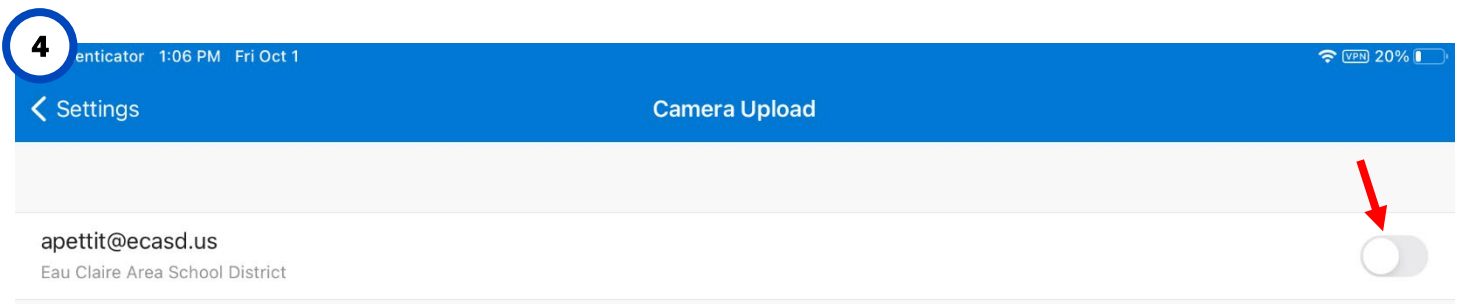 4
enticator 1:06 PM Fri Oct 1
VPN 20%
Settings
Camera Upload
apettit@ecasd.us
Eau Claire Area School District